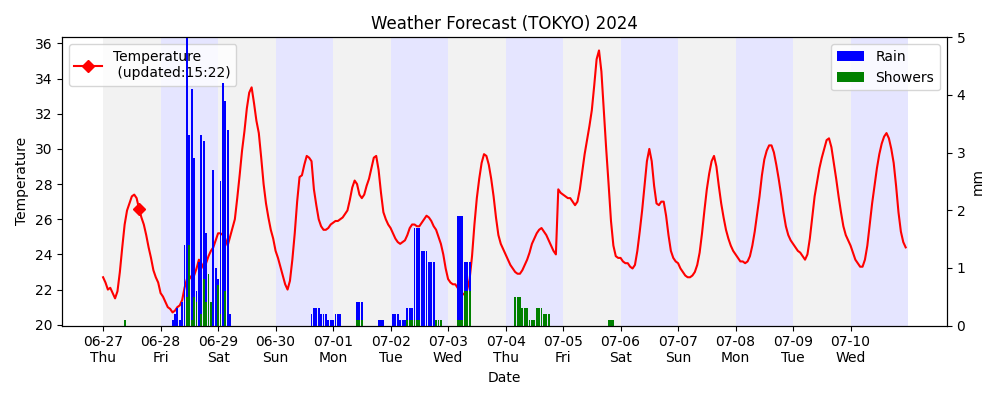 Weather Forecast (TOKYO) 2024
Temperature
(updated:15:22)
Rain
Showers
Temperature
36
34
32
30
28
26
24
22
20
5
4
3
2
1
0
mm
06-27 06-28 06-29 06-30 07-01 07-02 07-03 07-04 07-05 07-06 07-07 07-08 07-09 07-10
Thu Fri Sat Sun Mon Tue Wed Thu Fri Sat Sun Mon Tue Wed
Date